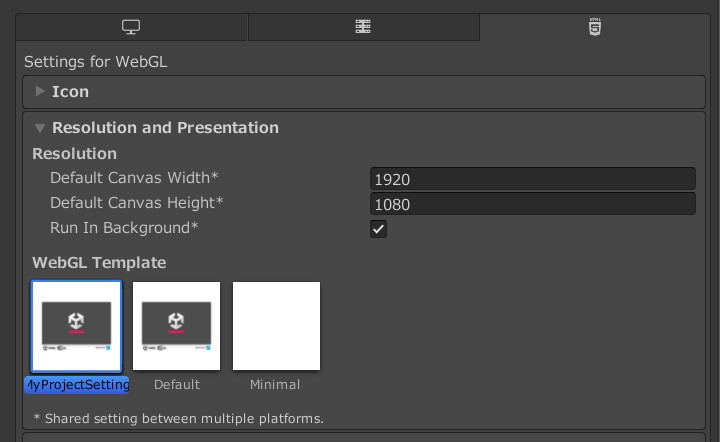 Settings for WebGL
Icon
Resolution and Presentation
Resolution
Default Canvas Width* 1920
Default Canvas Height* 1080
Run In Background*
WebGL Template
MyProjectSetting
Default
Minimal
* Shared setting between multiple platforms.